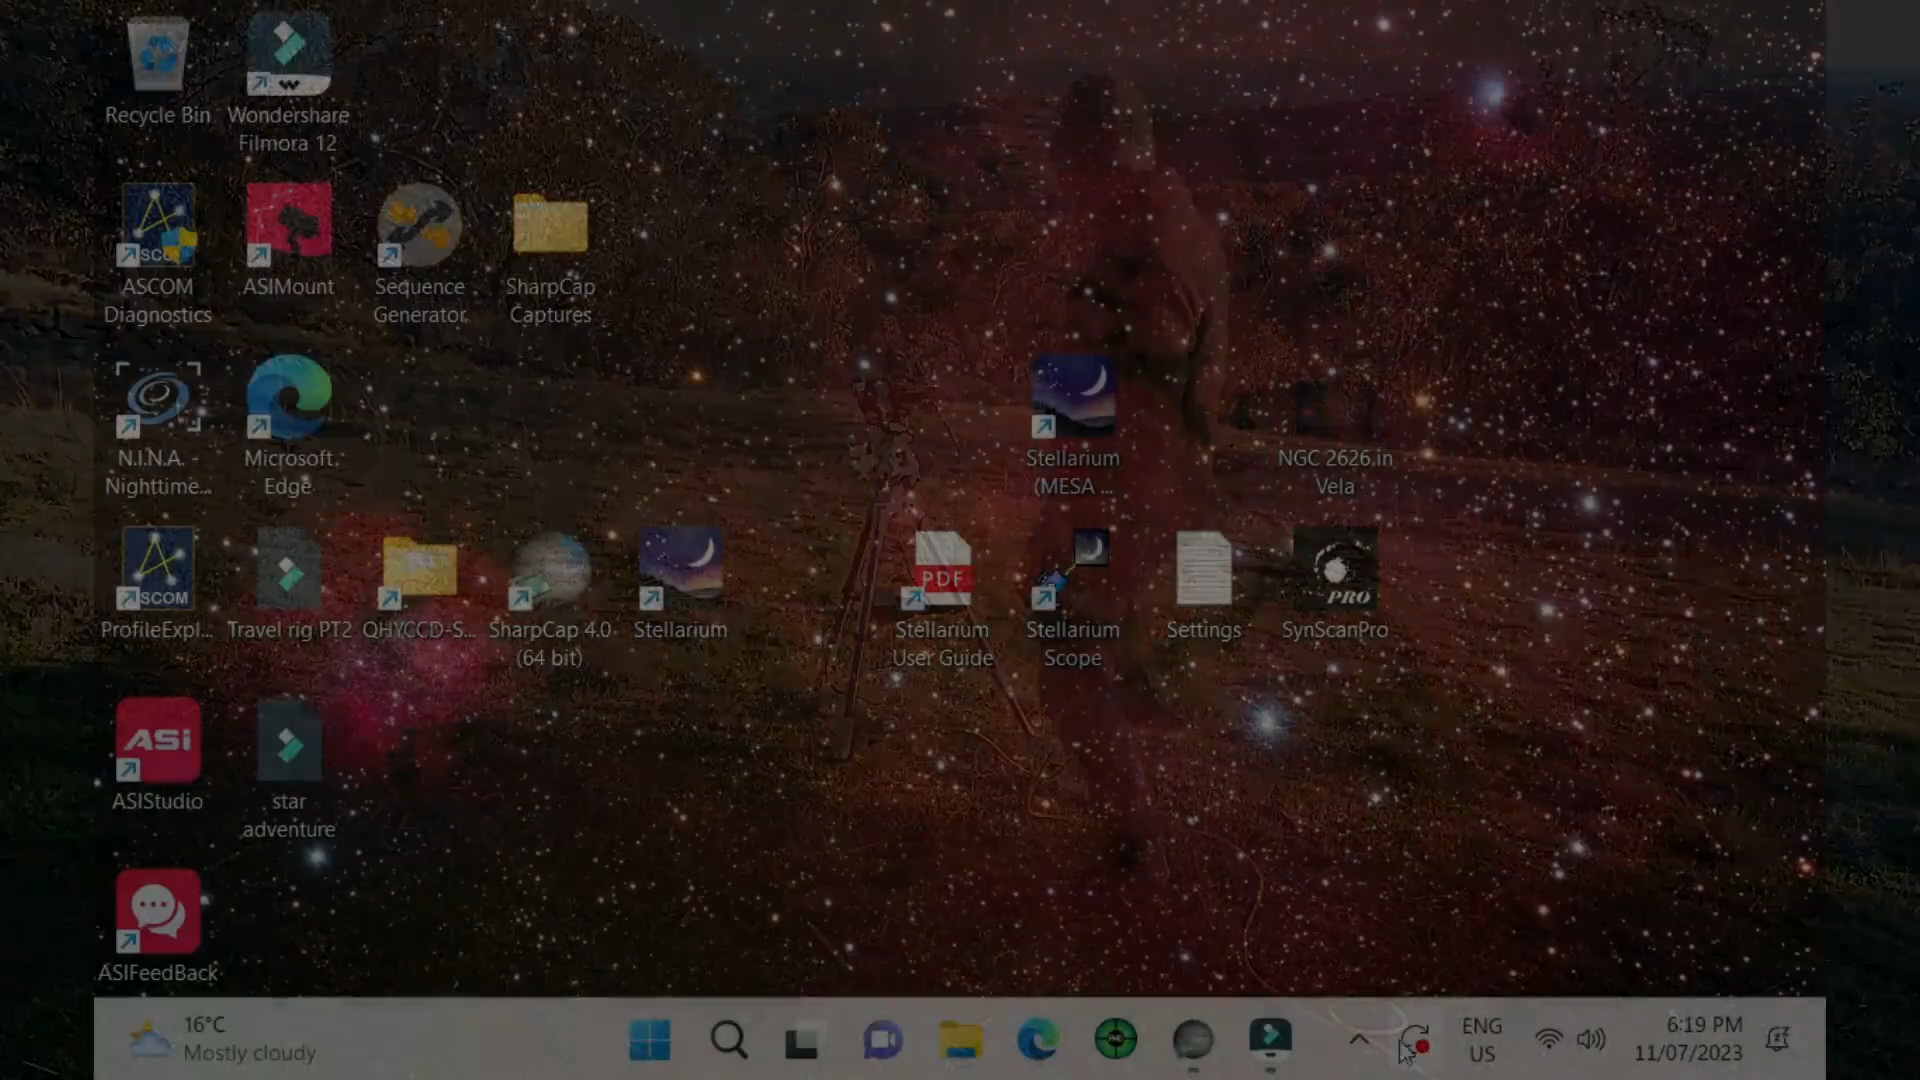 Recycle Bin
Wondershare
Filmora 12
ASCOM
Diagnostics
ASIMount
Sequence
Generator
SharpCap
Captures
N.I.N.A. -
Nighttime...
Microsoft
Edge
Stellarium
(MESA ...
NGC 2626.in
Vela
SCOM
ProfileExpl...
Travel rig PT2
QHYCCD-S...
SharpCap 4.0
(64 bit)
Stellarium
PDF
Stellarium
User Guide
Stellarium
Scope
Settings
PRO
SynScanPro
ASi
ASIStudio
star
adventure
ASIFeedBack
16°C
Mostly cloudy
ENG
US
6:19 PM
11/07/2023